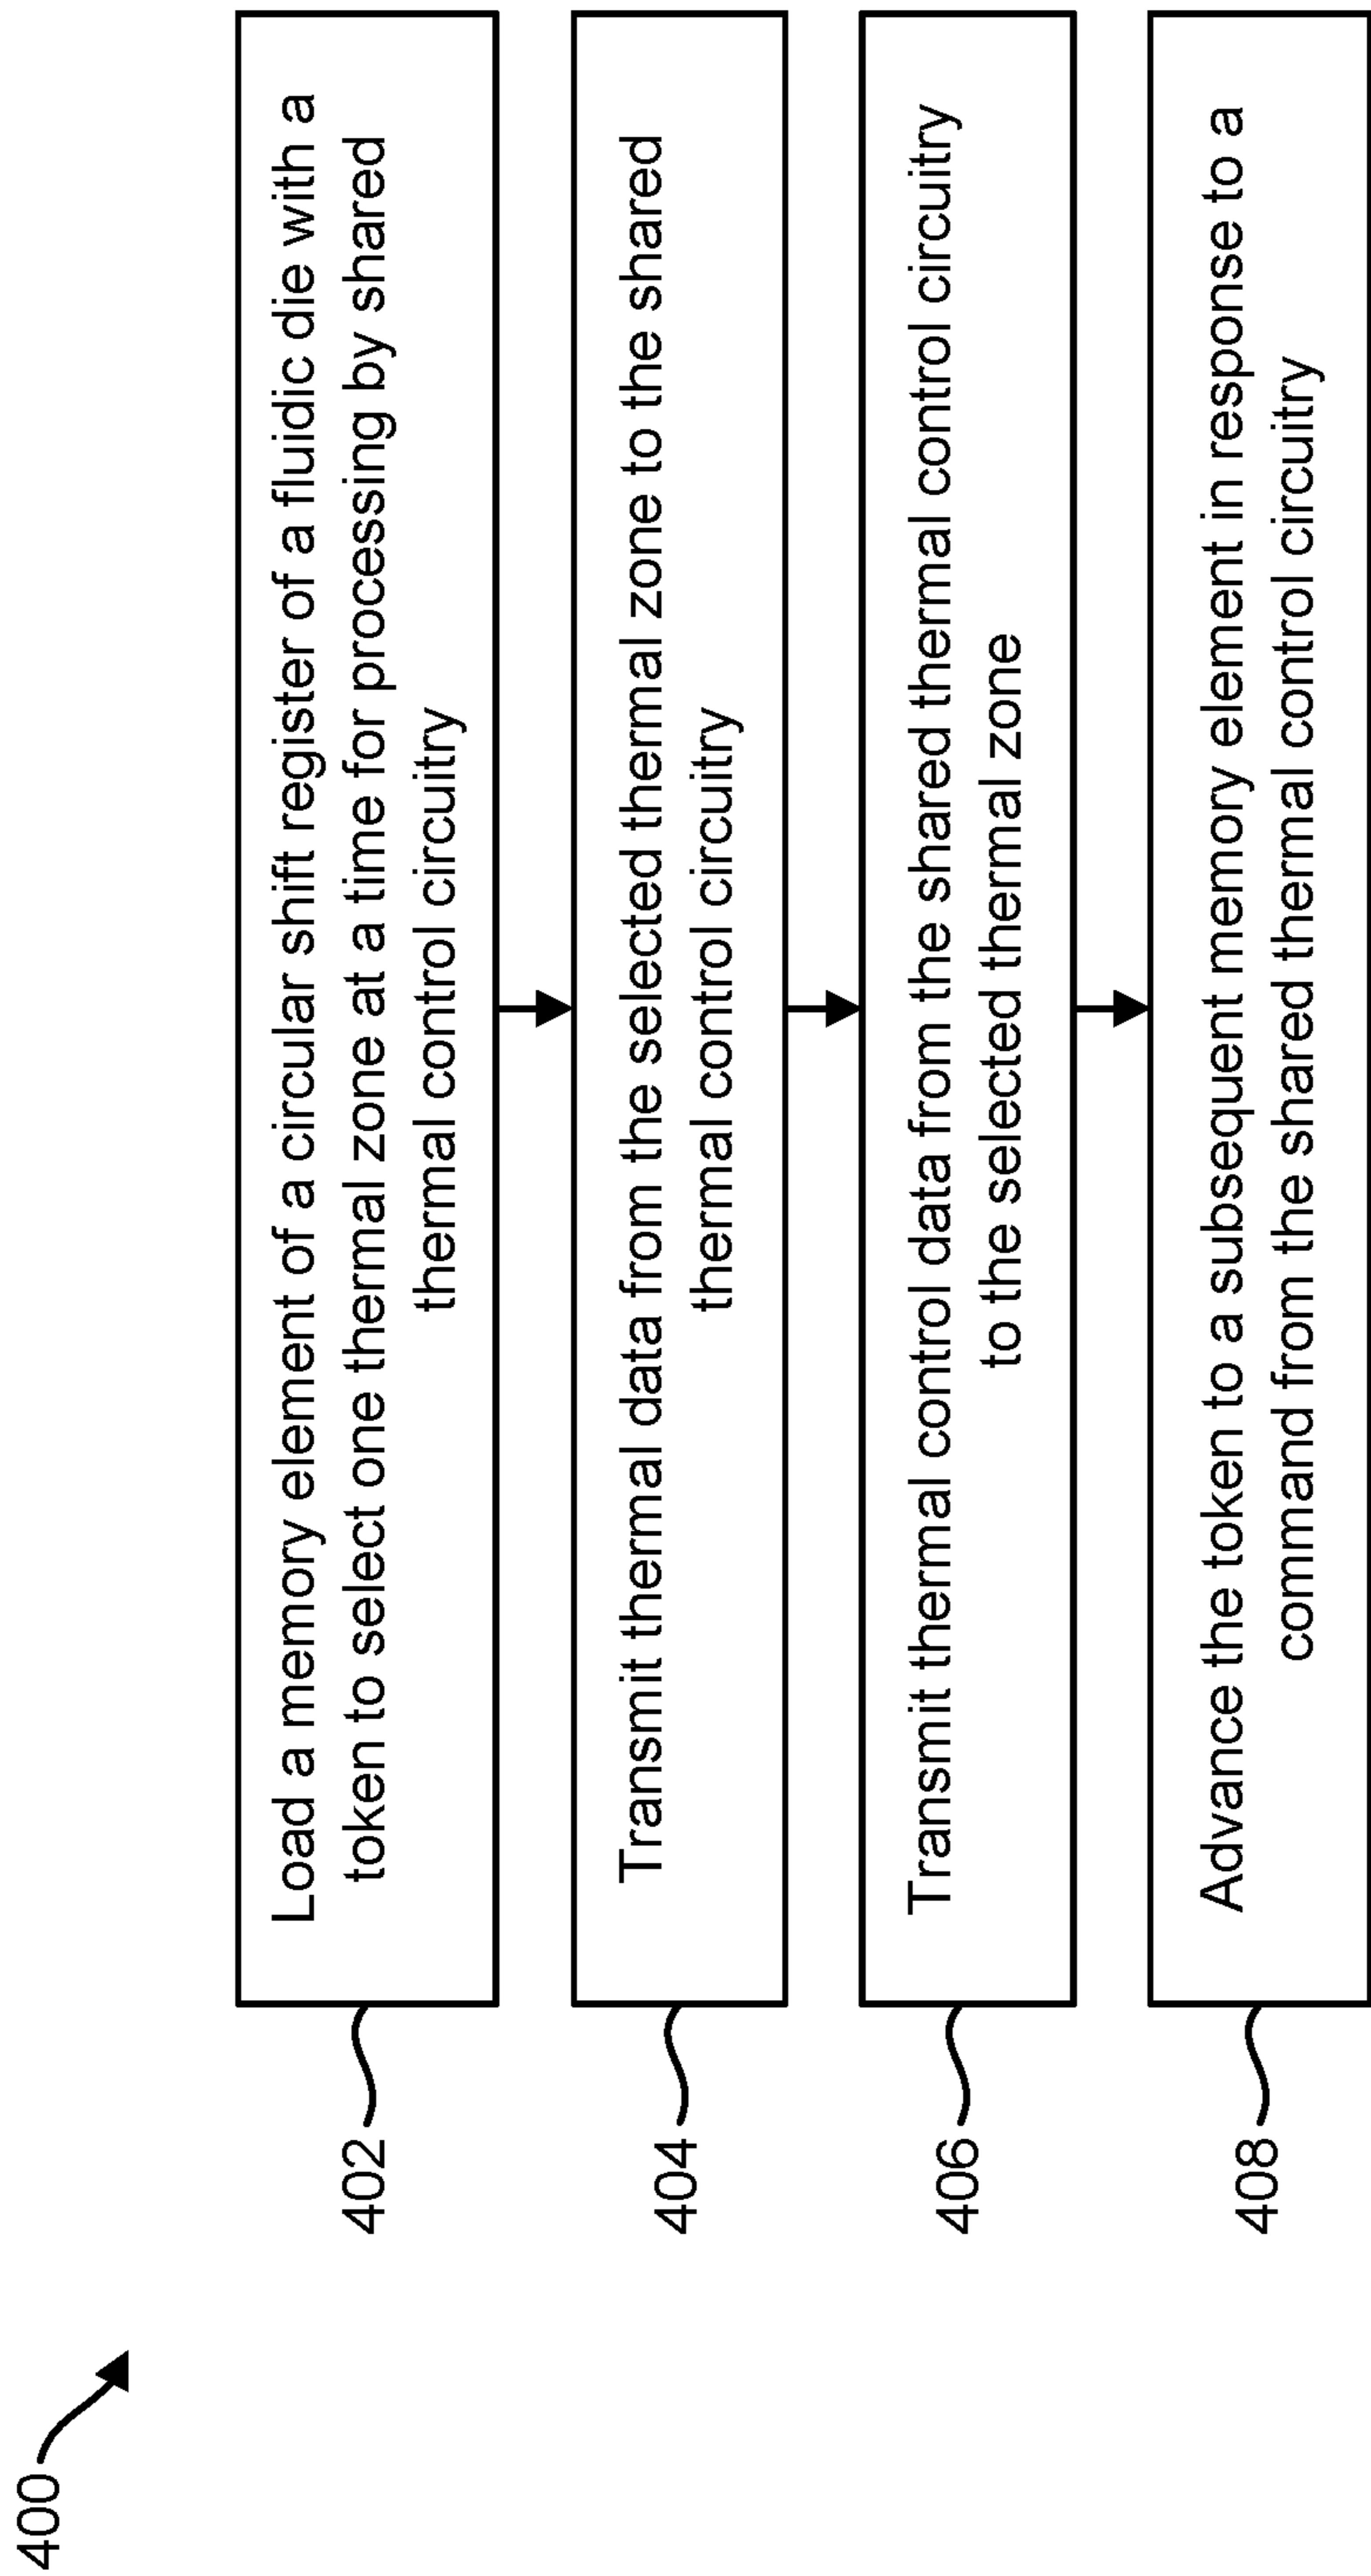 400
402
Load a memory element of a circular shift register of a fluidic die with a
token to select one thermal zone at a time for processing by shared
thermal control circuitry
404
Transmit thermal data from the selected thermal zone to the shared
thermal control circuitry
406
Transmit thermal control data from the shared thermal control circuitry
to the selected thermal zone
408
Advance the token to a subsequent memory element in response to a
command from the shared thermal control circuitry